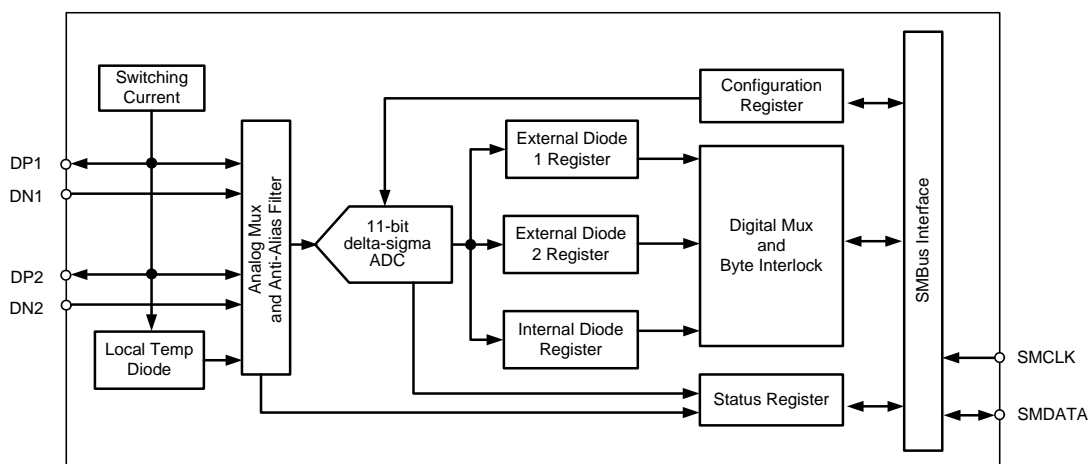 Switching
Current
DP1
DN1
DP2
DN2
Local Temp
Diode
Analog Mux
and Anti-Alias Filter
11-bit
delta-sigma
ADC
External Diode
1 Register
External Diode
2 Register
Internal Diode
Register
Configuration
Register
Digital Mux
and
Byte Interlock
Status Register
SMBus Interface
SMCLK
SMDATA